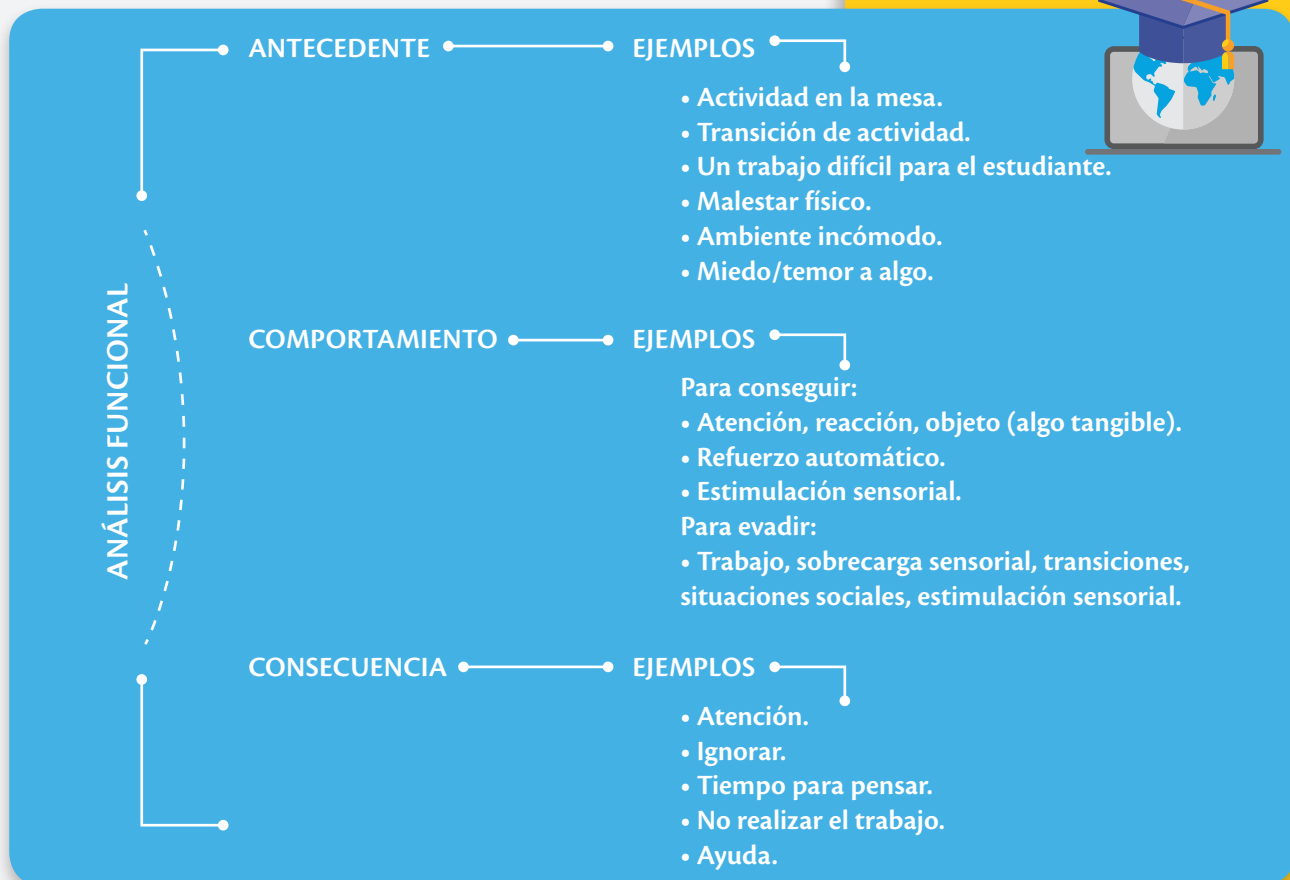 ANÁLISIS FUNCIONAL
ANTECEDENTE
EJEMPLOS
• Actividad en la mesa.
• Transición de actividad.
• Un trabajo difícil para el estudiante.
• Malestar físico.
• Ambiente incómodo.
• Miedo/temor a algo.
COMPORTAMIENTO
EJEMPLOS
Para conseguir:
• Atención, reacción, objeto (algo tangible).
• Refuerzo automático.
• Estimulación sensorial.
Para evadir:
• Trabajo, sobrecarga sensorial, transiciones,
situaciones sociales, estimulación sensorial.
CONSECUENCIA
EJEMPLOS
• Atención.
• Ignorar.
• Tiempo para pensar.
• No realizar el trabajo.
• Ayuda.